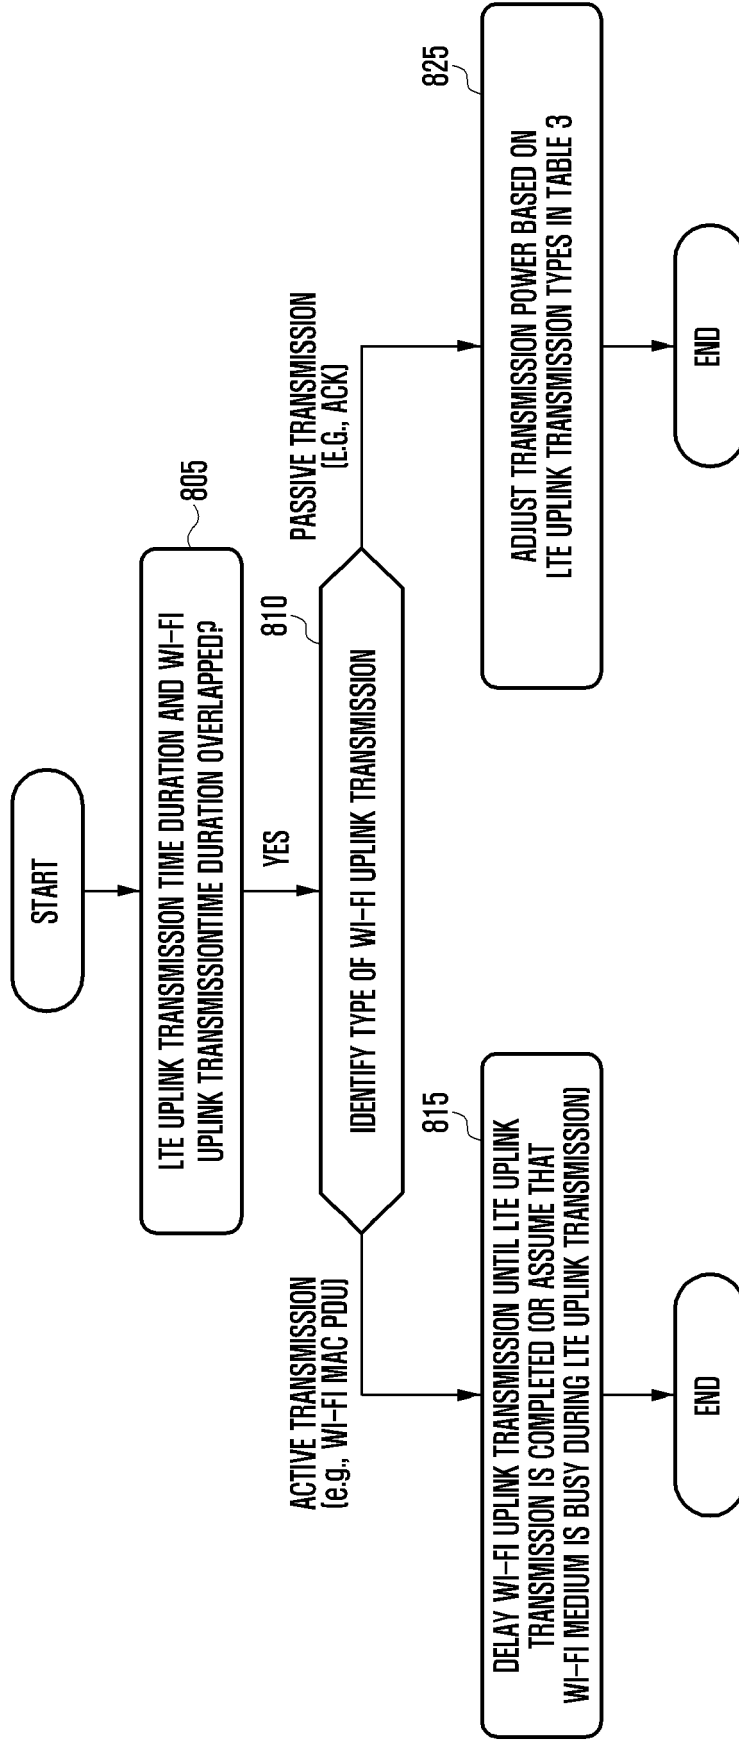 START
805
LTE UPLINK TRANSMISSION TIME DURATION AND WI-FI
UPLINK TRANSMISSIONTIME DURATION OVERLAPPED?
YES
810
IDENTIFY TYPE OF WI-FI UPLINK TRANSMISSION
ACTIVE TRANSMISSION
(e.g., WI-FI MAC PDU)
PASSIVE TRANSMISSION
(E.G., ACK)
815
DELAY WI-FI UPLINK TRANSMISSION UNTIL LTE UPLINK
TRANSMISSION IS COMPLETED (OR ASSUME THAT
WI-FI MEDIUM IS BUSY DURING LTE UPLINK TRANSMISSION)
825
ADJUST TRANSMISSION POWER BASED ON
LTE UPLINK TRANSMISSION TYPES IN TABLE 3
END
END